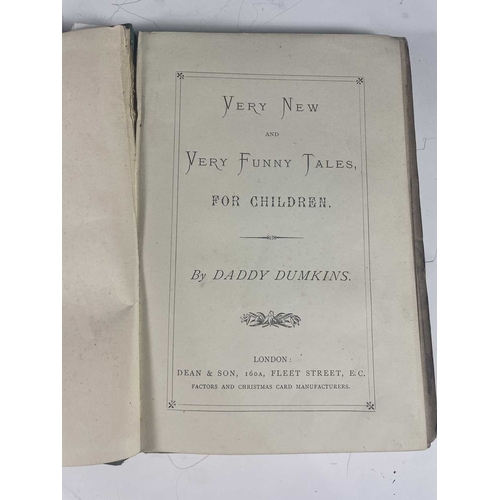 VERY NEW
AND
VERY FUNNY TALES,
FOR CHILDREN.
By DADDY DUMKINS.
LONDON:
DEAN & SON, 160A, FLEET STREET, E.C.
FACTORS AND CHRISTMAS CARD MANUFACTURERS.